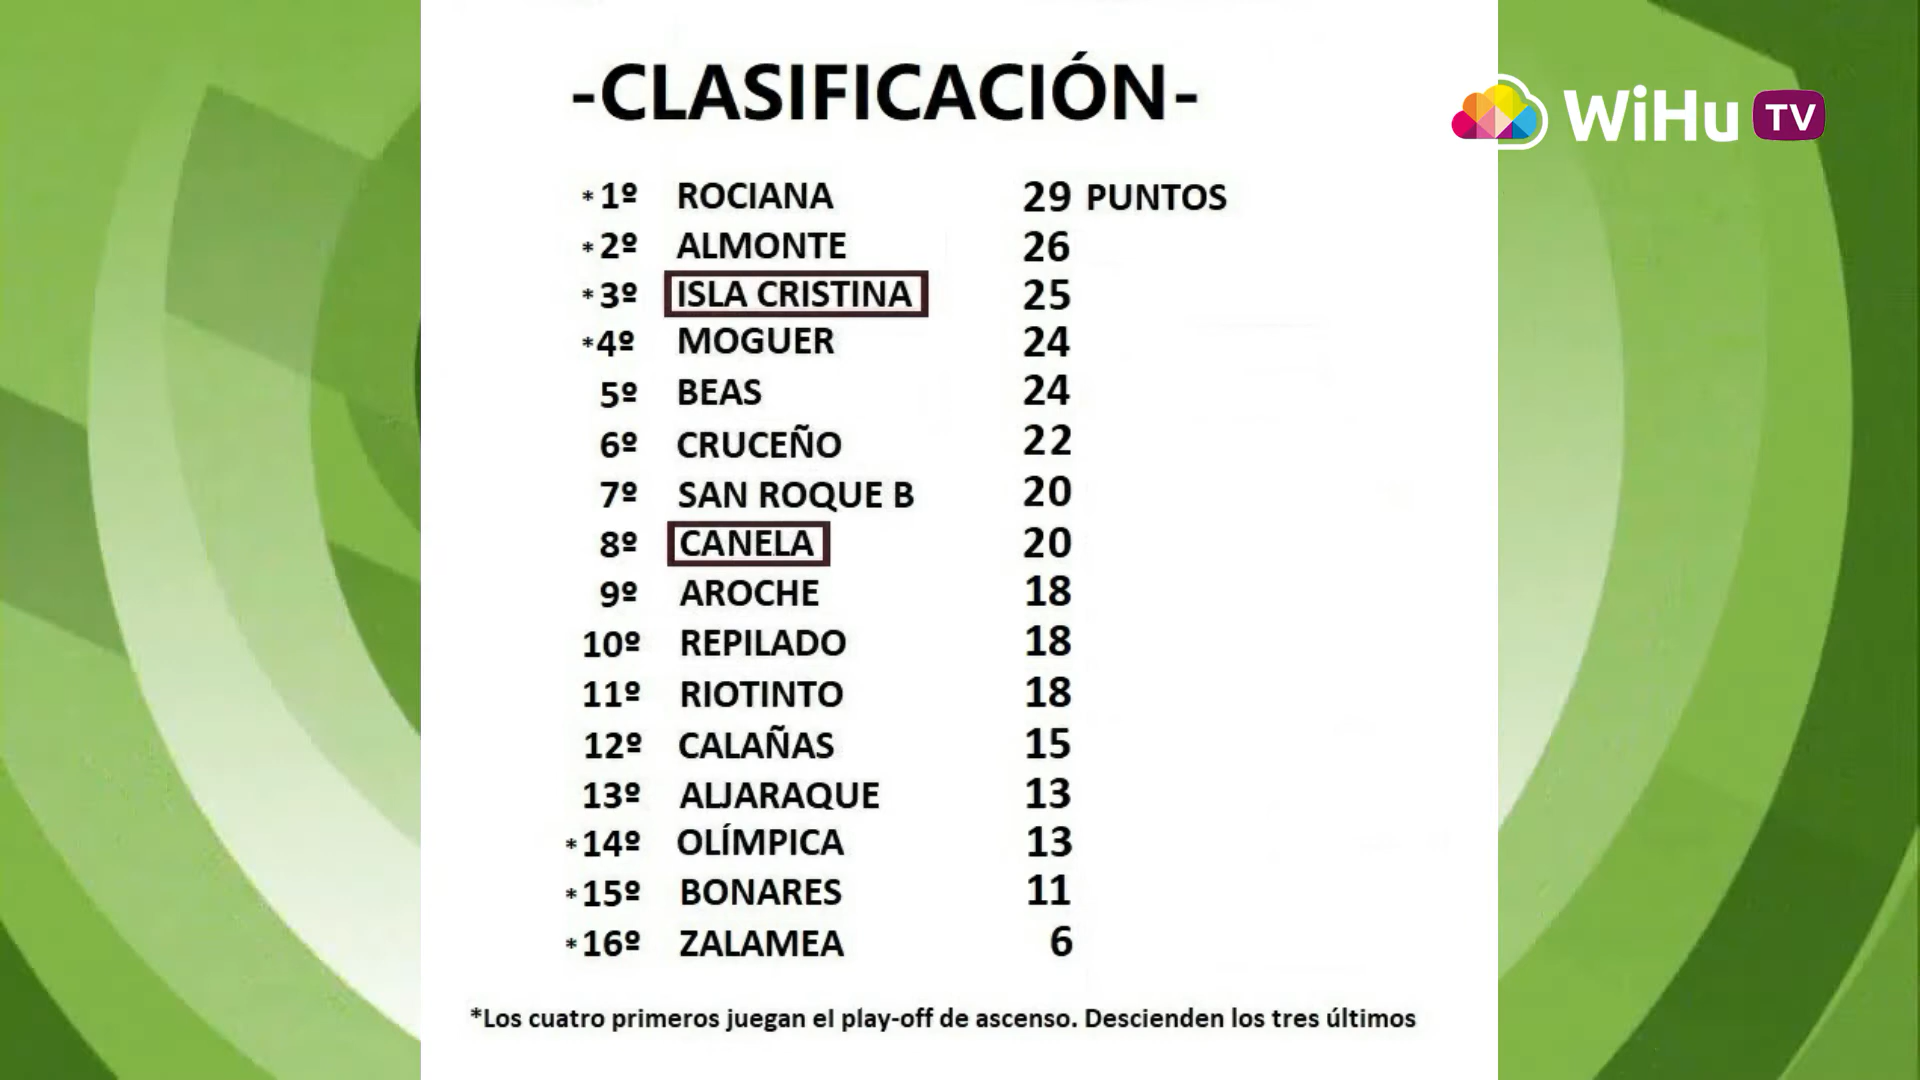 -CLASIFICACIÓN-
WiHu TV
*1º ROCIANA 29 PUNTOS
*2º ALMONTE 26
*3º ISLA CRISTINA 25
*4º MOGUER 24
5º BEAS 24
6º CRUCEÑO 22
7º SAN ROQUE B 20
8º CANELA 20
9º AROCHE 18
10º REPILADO 18
11º RIOTINTO 18
12º CALAÑAS 15
13º ALJARAQUE 13
*14º OLÍMPICA 13
*15º BONARES 11
*16º ZALAMEA 6
*Los cuatro primeros juegan el play-off de ascenso. Descienden los tres últimos